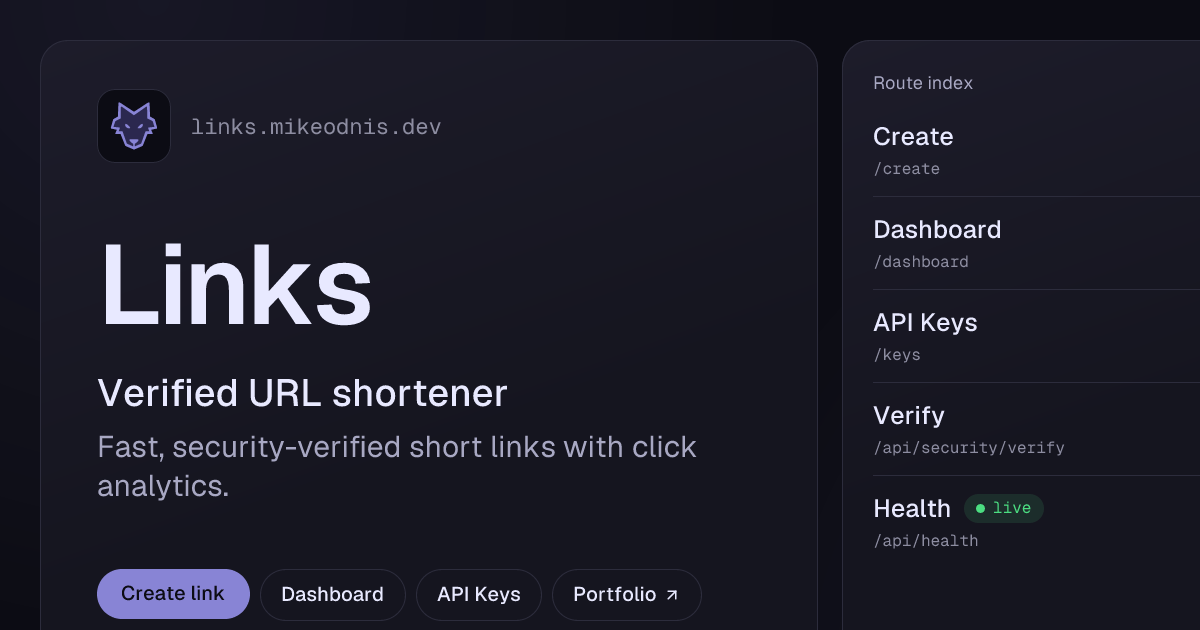 links.mikeodnis.dev
Links
Verified URL shortener
Fast, security-verified short links with click
analytics.
Create link
Dashboard
API Keys
Portfolio ↗
Route index
Create
/create
Dashboard
/dashboard
API Keys
/keys
Verify
/api/security/verify
Health
live
/api/health